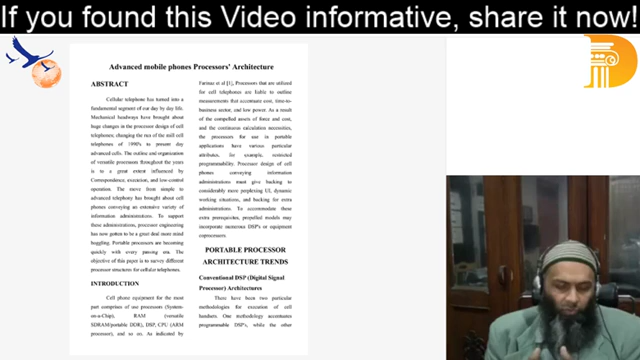 If you found this Video informative, share it now!
Advanced mobile phones Processors' Architecture
ABSTRACT
Cellular telephone has turned into a
fundamental segment of our day by day life.
Mechanical headways have brought about
huge changes in the processor design of cell
telephones; changing the run of the mill cell
telephones of 1990's to present day
advanced cells. The outline and organization
of versatile processors throughout the years
is to a great extent influenced by
Correspondence, execution, and low-control
operation. The move from simple to
advanced telephony has brought about cell
phones conveying an extensive variety of
information administrations. To support
these administrations, processor engineering
has now gotten to be a great deal more mind
boggling. Portable processors are becoming
quickly with every passing era. The
objective of this paper is to survey different
processor structures for cellular telephones.
INTRODUCTION
Cell phone equipment for the most
part comprises of use processors (System-
on-a-Chip), RAM (versatile
SDRAM/portable DDR), DSP, CPU (ARM
processor), and so on. As indicated by
et al [1], Processors that are utilized
for cell telephones are liable to outline
measurements that accentuate cost, time-to-
business sector, and low power. As a result
of the compelled assets of force and cost,
and the continuous calculation necessities,
the processors for use in portable
applications have various particular
attributes, for example, restricted
programmability. Processor design of cell
phones conveying information
administrations must give backing to
considerably more perplexing UI, dynamic
working situations, and backing for extra
administrations. To accommodate these
extra prerequisites, propelled models may
incorporate numerous DSP's or equipment
coprocessors.
PORTABLE PROCESSOR
ARCHITECTURE TRENDS
Conventional DSP (Digital Signal
Processor) Architectures
There have been two particular
methodologies for execution of cell
handsets. One methodology accentuates
programmable DSP's, while the other